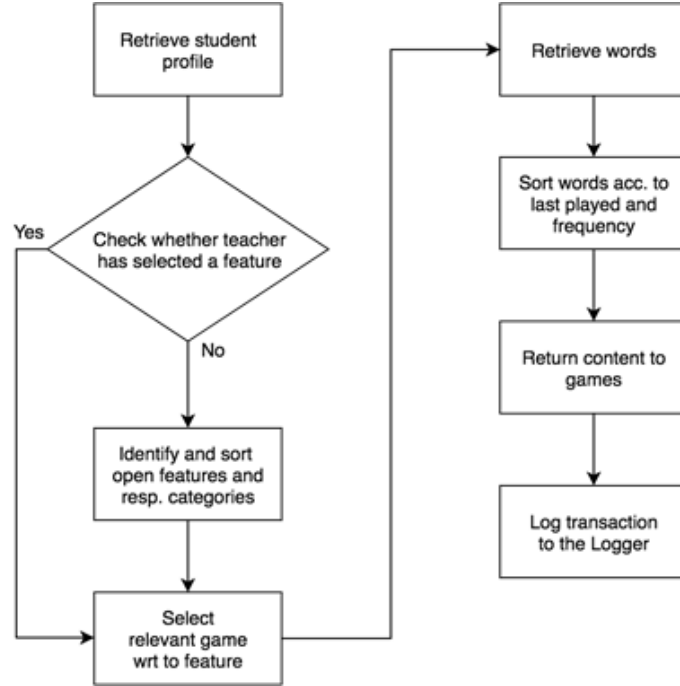 Retrieve student
profile
Yes
Check whether teacher
has selected a feature
No
Identify and sort
open features and
resp. categories
Select
relevant game
wrt to feature
Retrieve words
Sort words acc. to
last played and
frequency
Return content to
games
Log transaction
to the Logger